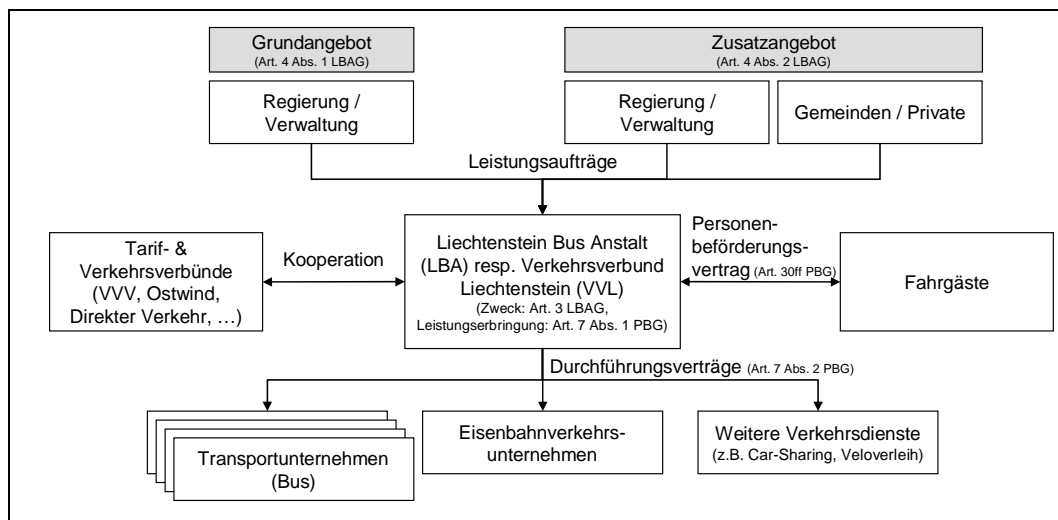 Grundangebot
(Art. 4 Abs. 1 LBAG)
Zusatzangebot
(Art. 4 Abs. 2 LBAG)
Regierung /
Verwaltung
Regierung /
Verwaltung
Gemeinden / Private
Leistungsaufträge
Tarif- &
Verkehrsverbünde
(VVV, Ostwind,
Direkter Verkehr, …)
Kooperation
Liechtenstein Bus Anstalt
(LBA) resp. Verkehrsverbund
Liechtenstein (VVL)
(Zweck: Art. 3 LBAG,
Leistungserbringung: Art. 7 Abs. 1 PBG)
Personen-
beförderungs-
vertrag (Art. 30ff PBG)
Fahrgäste
Durchführungsverträge (Art. 7 Abs. 2 PBG)
Transportunternehmen
(Bus)
Eisenbahnverkehrs-
unternehmen
Weitere Verkehrsdienste
(z.B. Car-Sharing, Veloverleih)